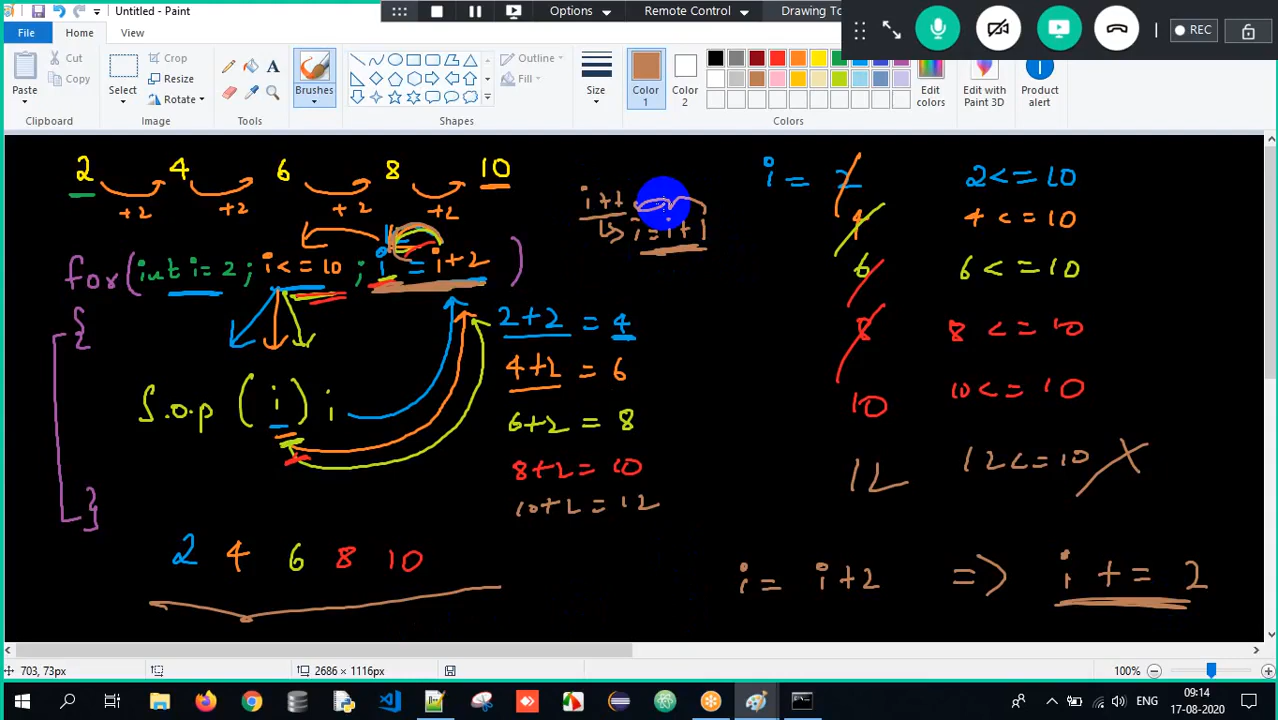 Untitled - Paint
Options
Remote Control
Drawing To
REC
File
Home
View
Paste
Cut
Copy
Clipboard
Select
Crop
Resize
Rotate
Image
Tools
Brushes
Shapes
Outline
Fill
Size
Color 1
Color 2
Colors
Edit colors
Edit with Paint 3D
Product alert
2 4 6 8 10
+2 +2 +2 +2
i++
i=i+1
for(int i=2; i<=10; i=i+2 )
{
S.o.p (i) i
}
2+2 = 4
4+2 = 6
6+2 = 8
8+2= 10
10+2 = 12
2 4 6 8 10
i= 2 2<=10
4 4<=10
6 6<=10
8 8<=10
10 10<=10
12 12<=10 X
i= i+2 => i += 2
703, 73px
2686 × 1116px
100%
ENG
09:14
17-08-2020